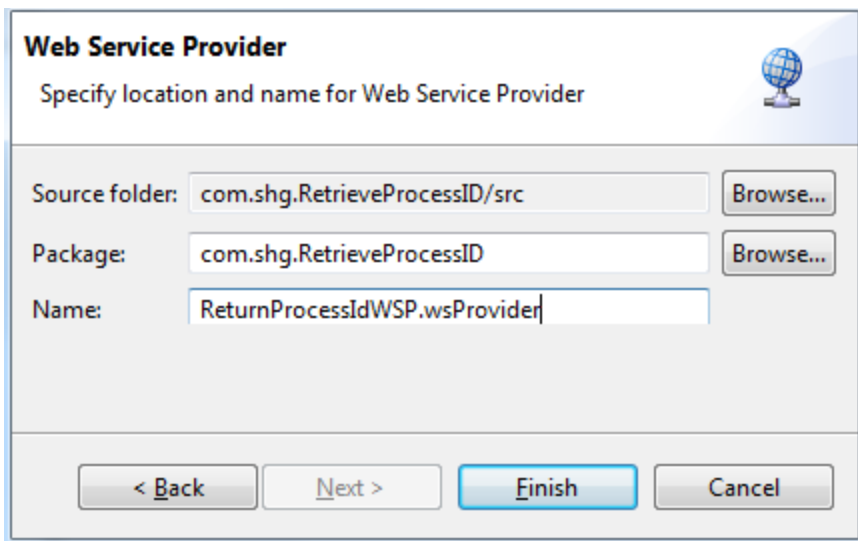 Web Service Provider
Specify location and name for Web Service Provider
Source folder: com.shg.RetrieveProcessID/src Browse...
Package: com.shg.RetrieveProcessID Browse...
Name: ReturnProcessIdWSP.wsProvider
< Back Next > Finish Cancel